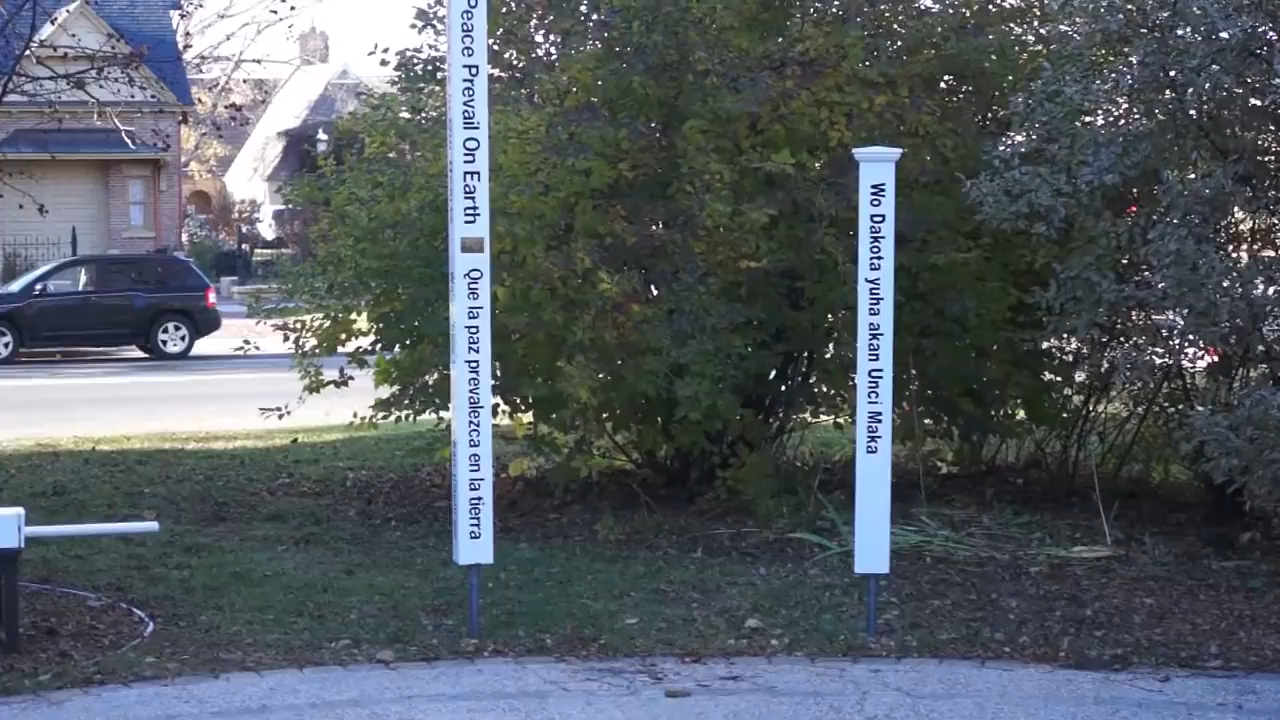 Peace Prevail On Earth
Que la paz prevalezca en la tierra
Wo Dakota yuha akan Unci Maka